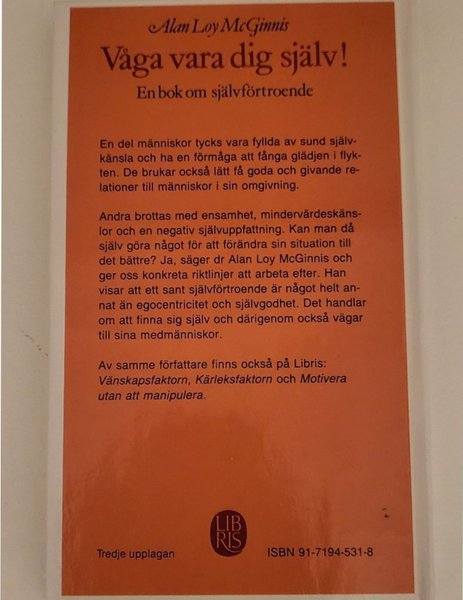 Alan Loy McGinnis
Våga vara dig själv!
En bok om självförtroende
En del människor tycks vara fyllda av sund själv-
känsla och ha en förmåga att fånga glädjen i flyk-
ten. De brukar också lätt få goda och givande re-
lationer till människor i sin omgivning.
Andra brottas med ensamhet, mindervärdeskäns-
lor och en negativ självuppfattning. Kan man då
själv göra något för att förändra sin situation till
det bättre? Ja, säger dr Alan Loy McGinnis och
ger oss konkreta riktlinjer att arbeta efter. Han
visar att ett sant självförtroende är något helt an-
nat än egocentricitet och självgodhet. Det handlar
om att finna sig själv och därigenom också vägar
till sina medmänniskor.
Av samme författare finns också på Libris:
Vänskapsfaktorn, Kärleksfaktorn och Motivera
utan att manipulera.
LIB
RIS
Tredje upplagan
ISBN 91-7194-531-8